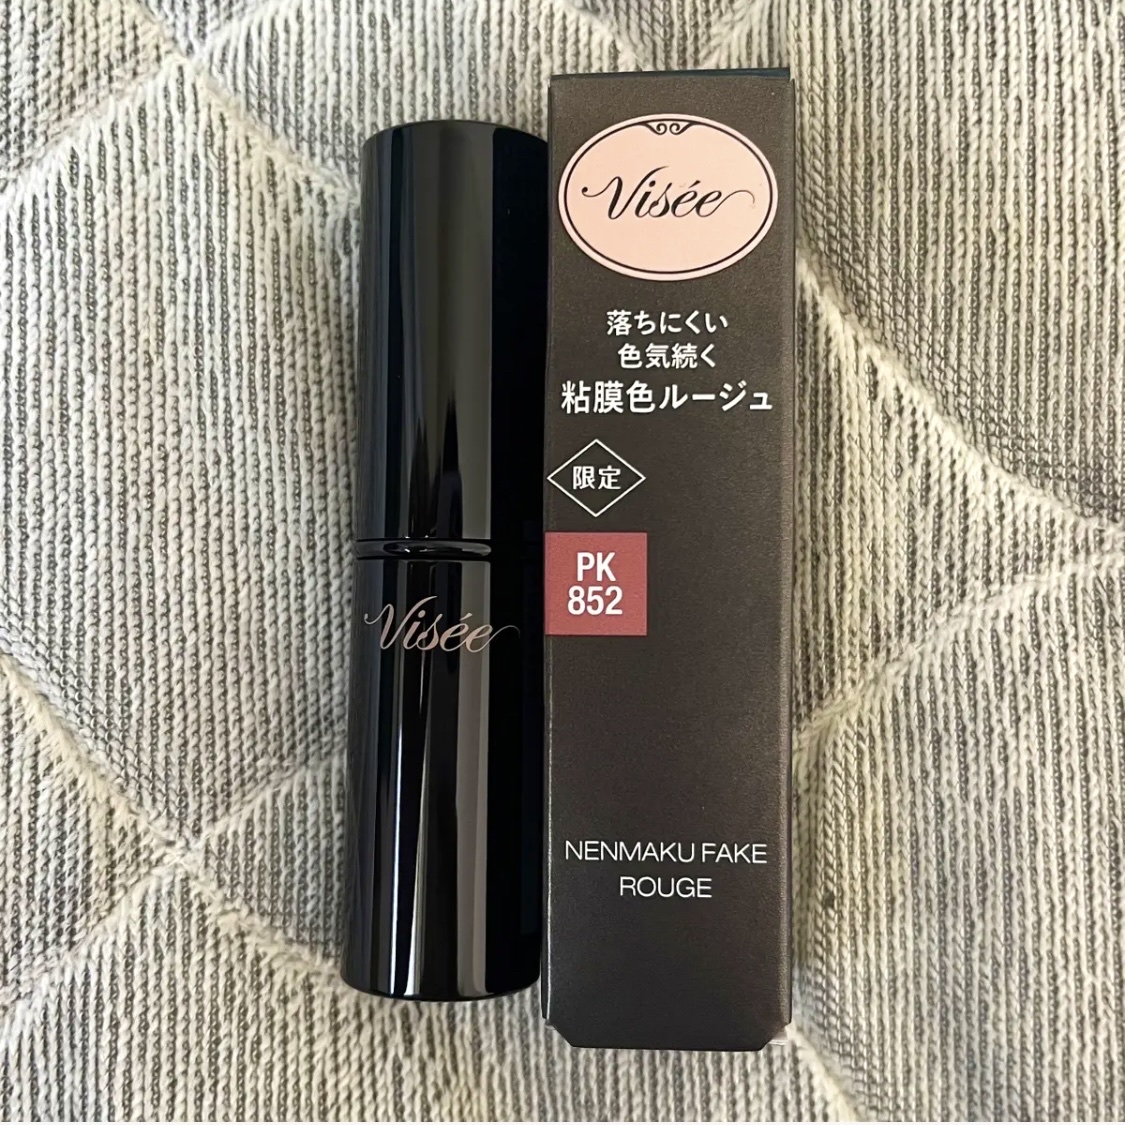 Visée
Visée
落ちにくい
色気続く
粘膜色ルージュ
限定
PK
852
NENMAKU FAKE
ROUGE